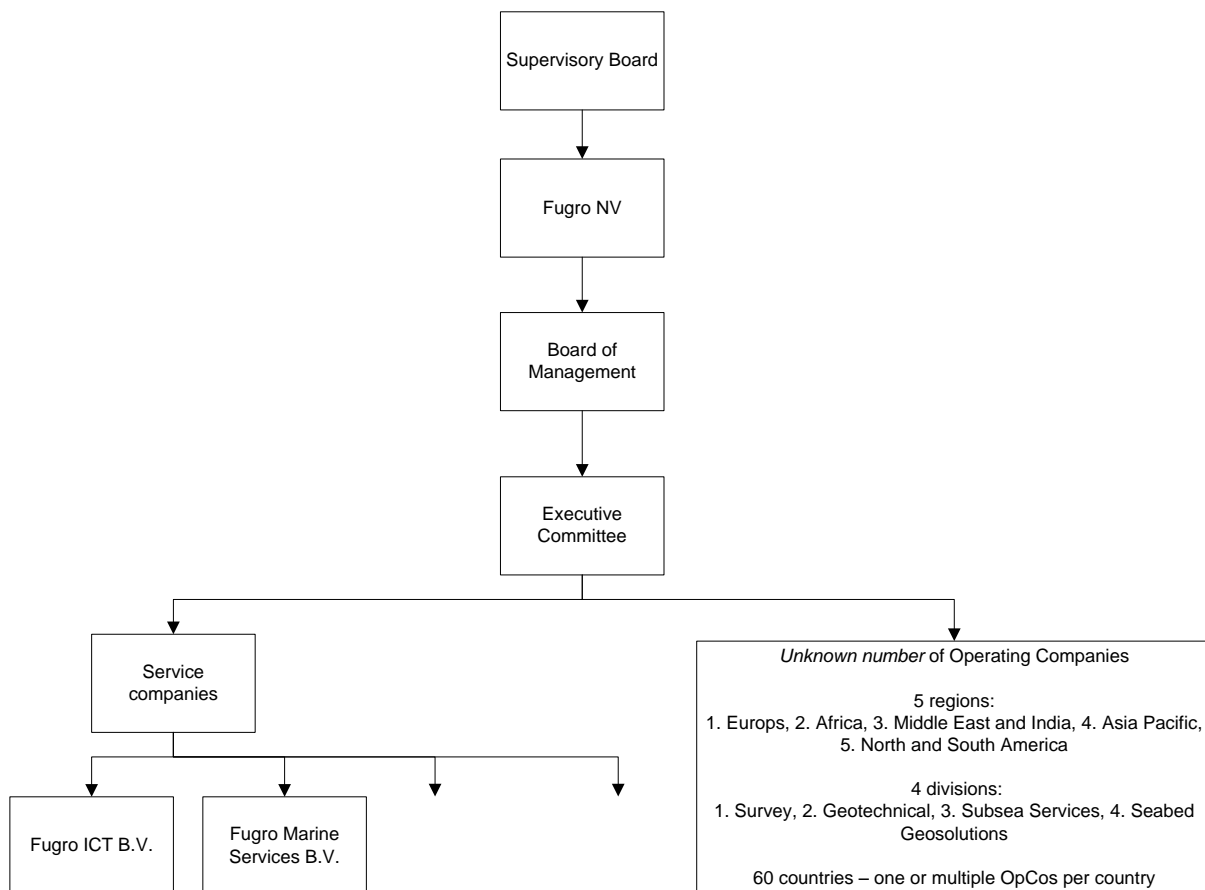 Supervisory Board
Fugro NV
Board of
Management
Executive
Committee
Service
companies
Fugro ICT B.V.
Fugro Marine
Services B.V.
Unknown number of Operating Companies
5 regions:
1. Europs, 2. Africa, 3. Middle East and India, 4. Asia Pacific,
5. North and South America
4 divisions:
1. Survey, 2. Geotechnical, 3. Subsea Services, 4. Seabed
Geosolutions
60 countries – one or multiple OpCos per country